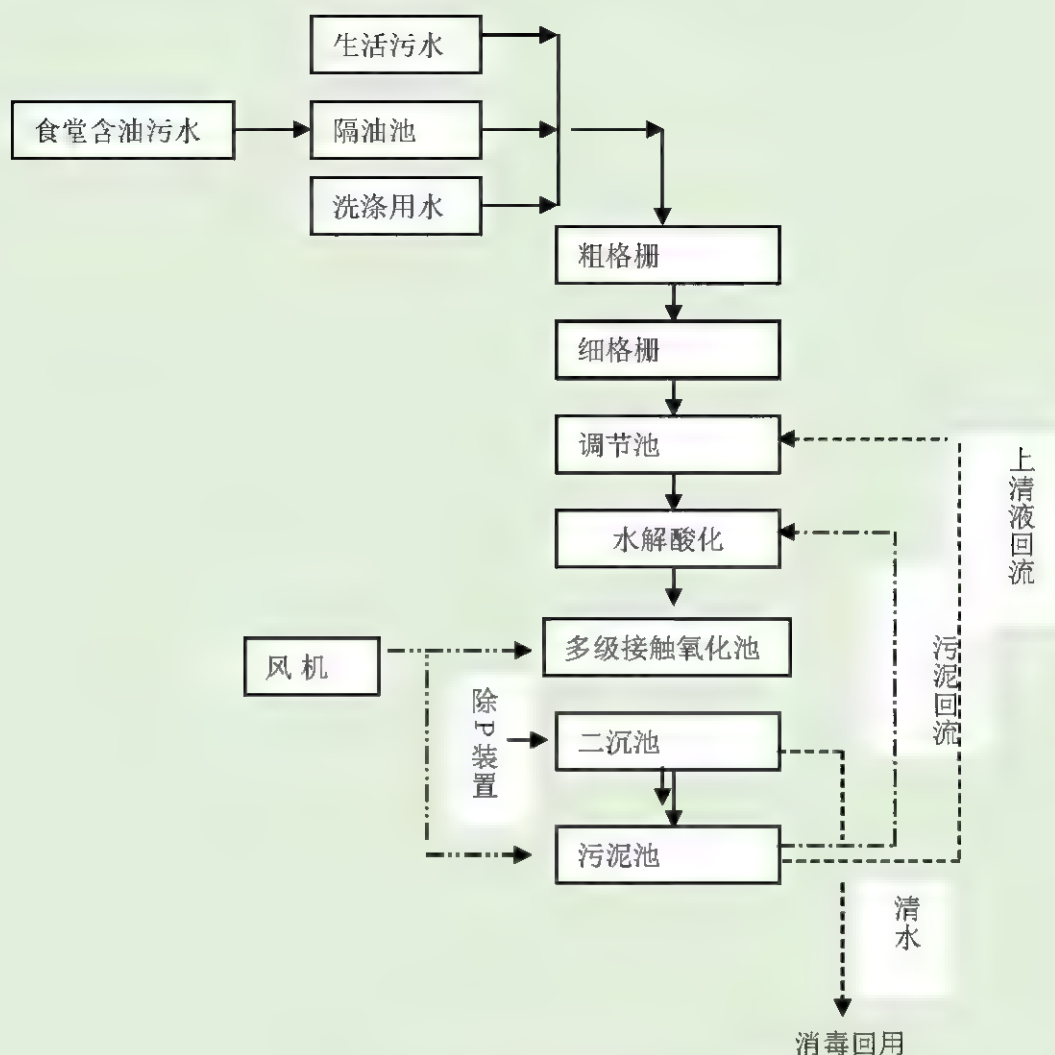 生活污水
食堂含油污水
隔油池
洗涤用水
粗格栅
细格栅
调节池
上清液回流
水解酸化
风机
多级接触氧化池
污泥回流
除P装置
二沉池
污泥池
清水
消毒回用